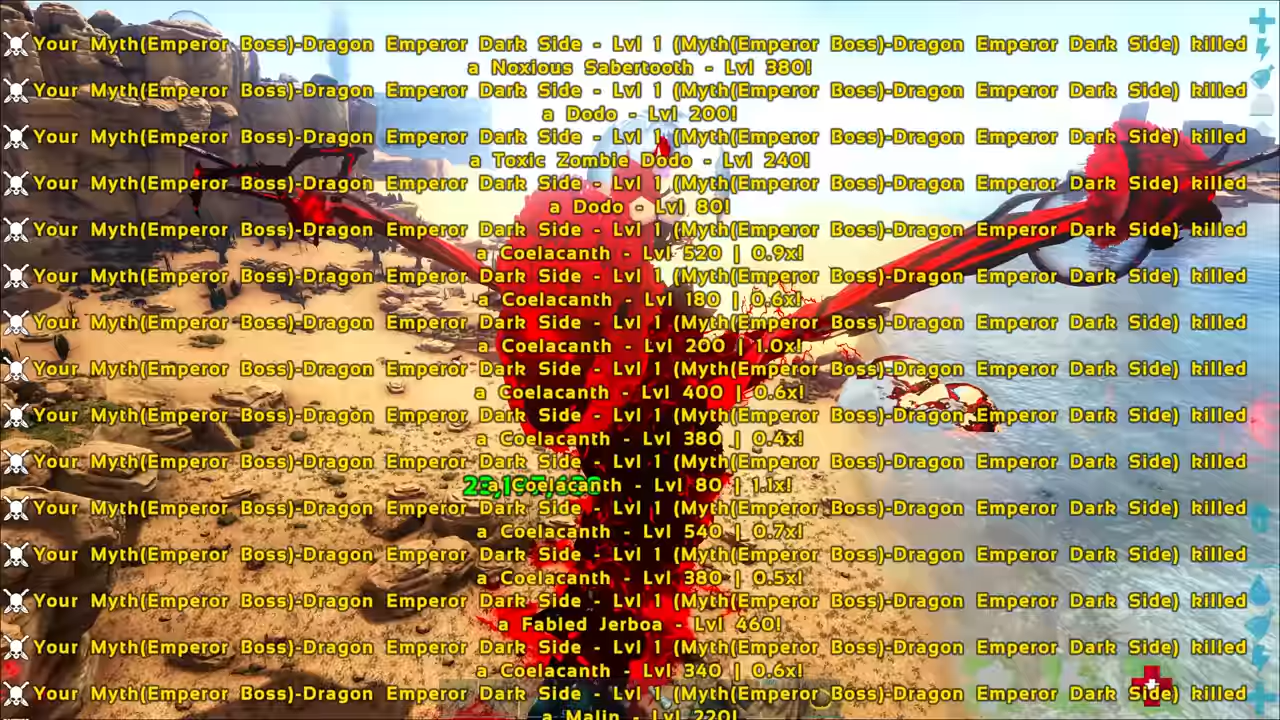 Your Myth(Emperor Boss)-Dragon Emperor Dark Side - Lvl 1 (Myth(Emperor Boss)-Dragon Emperor Dark Side) killed
a Noxious Sabertooth - Lvl 380!
Your Myth(Emperor Boss)-Dragon Emperor Dark Side - Lvl 1 (Myth(Emperor Boss)-Dragon Emperor Dark Side) killed
a Dodo - Lvl 200!
Your Myth(Emperor Boss)-Dragon Emperor Dark Side - Lvl 1 (Myth(Emperor Boss)-Dragon Emperor Dark Side) killed
a Toxic Zombie Dodo - Lvl 240!
Your Myth(Emperor Boss)-Dragon Emperor Dark Side - Lvl 1 (Myth(Emperor Boss)-Dragon Emperor Dark Side) killed
a Dodo - Lvl 80!
Your Myth(Emperor Boss)-Dragon Emperor Dark Side - Lvl 1 (Myth(Emperor Boss)-Dragon Emperor Dark Side) killed
a Coelacanth - Lvl 520 | 0.9x!
Your Myth(Emperor Boss)-Dragon Emperor Dark Side - Lvl 1 (Myth(Emperor Boss)-Dragon Emperor Dark Side) killed
a Coelacanth - Lvl 180 | 0.6x!
Your Myth(Emperor Boss)-Dragon Emperor Dark Side - Lvl 1 (Myth(Emperor Boss)-Dragon Emperor Dark Side) killed
a Coelacanth - Lvl 200 | 1.0x!
Your Myth(Emperor Boss)-Dragon Emperor Dark Side - Lvl 1 (Myth(Emperor Boss)-Dragon Emperor Dark Side) killed
a Coelacanth - Lvl 400 | 0.6x!
Your Myth(Emperor Boss)-Dragon Emperor Dark Side - Lvl 1 (Myth(Emperor Boss)-Dragon Emperor Dark Side) killed
a Coelacanth - Lvl 380 | 0.4x!
Your Myth(Emperor Boss)-Dragon Emperor Dark Side - Lvl 1 (Myth(Emperor Boss)-Dragon Emperor Dark Side) killed
a Coelacanth - Lvl 80 | 1.1x!
Your Myth(Emperor Boss)-Dragon Emperor Dark Side - Lvl 1 (Myth(Emperor Boss)-Dragon Emperor Dark Side) killed
a Coelacanth - Lvl 540 | 0.7x!
Your Myth(Emperor Boss)-Dragon Emperor Dark Side - Lvl 1 (Myth(Emperor Boss)-Dragon Emperor Dark Side) killed
a Coelacanth - Lvl 380 | 0.5x!
Your Myth(Emperor Boss)-Dragon Emperor Dark Side - Lvl 1 (Myth(Emperor Boss)-Dragon Emperor Dark Side) killed
a Fabled Jerboa - Lvl 460!
Your Myth(Emperor Boss)-Dragon Emperor Dark Side - Lvl 1 (Myth(Emperor Boss)-Dragon Emperor Dark Side) killed
a Coelacanth - Lvl 340 | 0.6x!
Your Myth(Emperor Boss)-Dragon Emperor Dark Side - Lvl 1 (Myth(Emperor Boss)-Dragon Emperor Dark Side) killed
a Malin - Lvl 220!